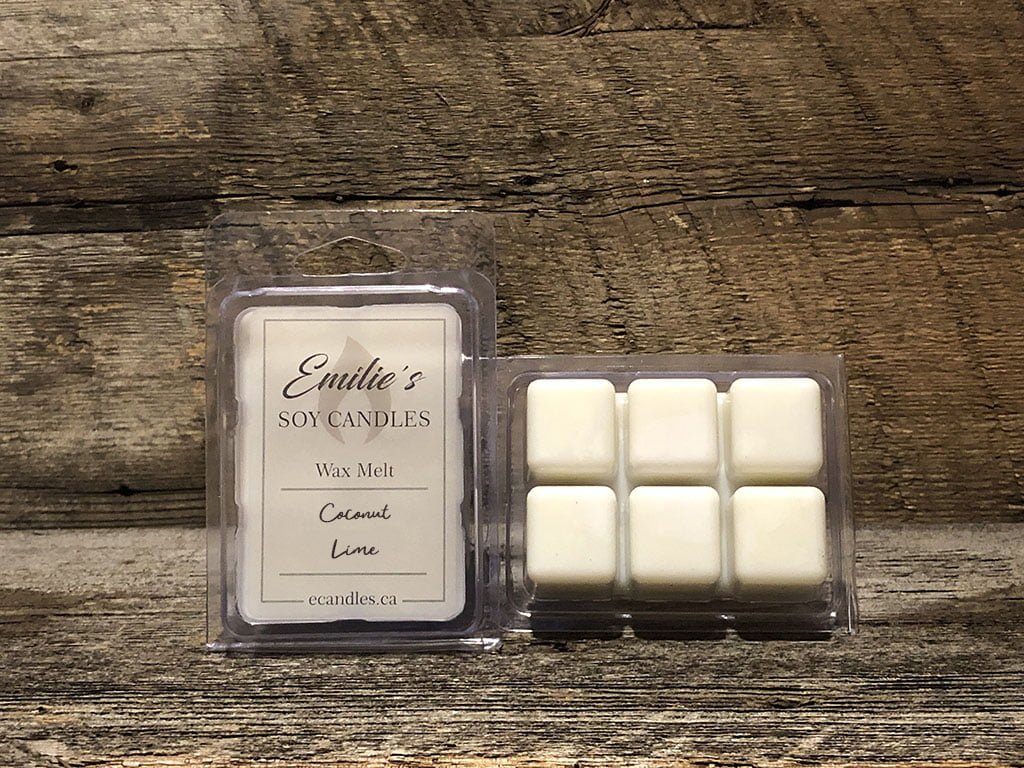 Emilie's
SOY CANDLES
Wax Melt
Coconut
Lime
ecandles.ca